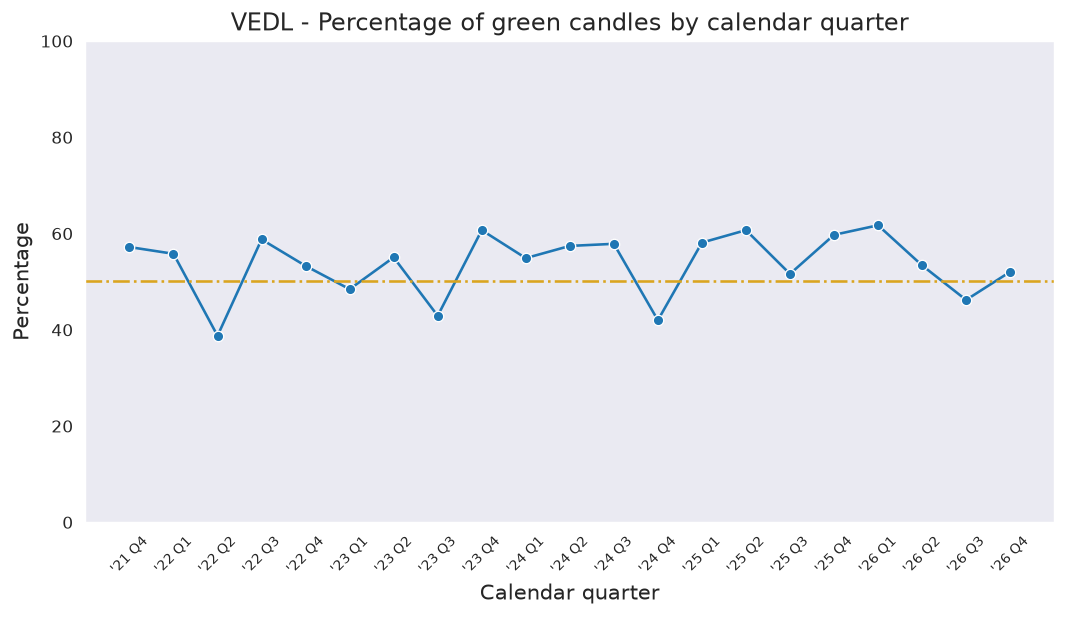 VEDL - Percentage of green candles by calendar quarter
100
80
60
40
20
0
Percentage
'21 Q4
'22 Q1
'22 Q2
'22 Q3
'22 Q4
'23 Q1
'23 Q2
'23 Q3
'23 Q4
'24 Q1
'24 Q2
'24 Q3
'24 Q4
'25 Q1
'25 Q2
'25 Q3
'25 Q4
'26 Q1
'26 Q2
'26 Q3
'26 Q4
Calendar quarter